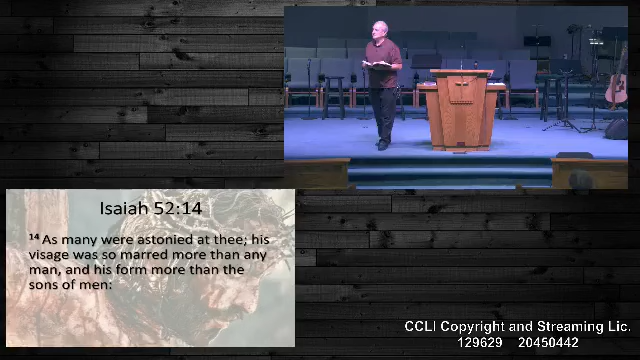 Isaiah 52:14
14 As many were astonied at thee; his
visage was so marred more than any
man, and his form more than the
sons of men:
CCLI Copyright and Streaming Lic.
129629 20450442